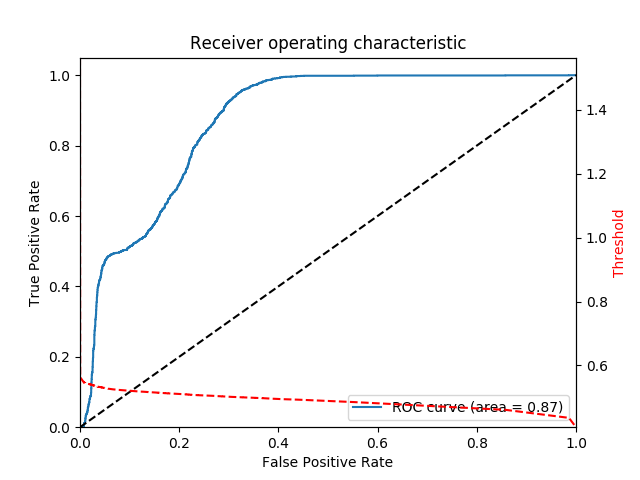 Receiver operating characteristic
True Positive Rate
1.0
0.8
0.6
0.4
0.2
0.0
0.0 0.2 0.4 0.6 0.8 1.0
False Positive Rate
1.4
1.2
1.0
0.8
0.6
Threshold
ROC curve (area = 0.87)